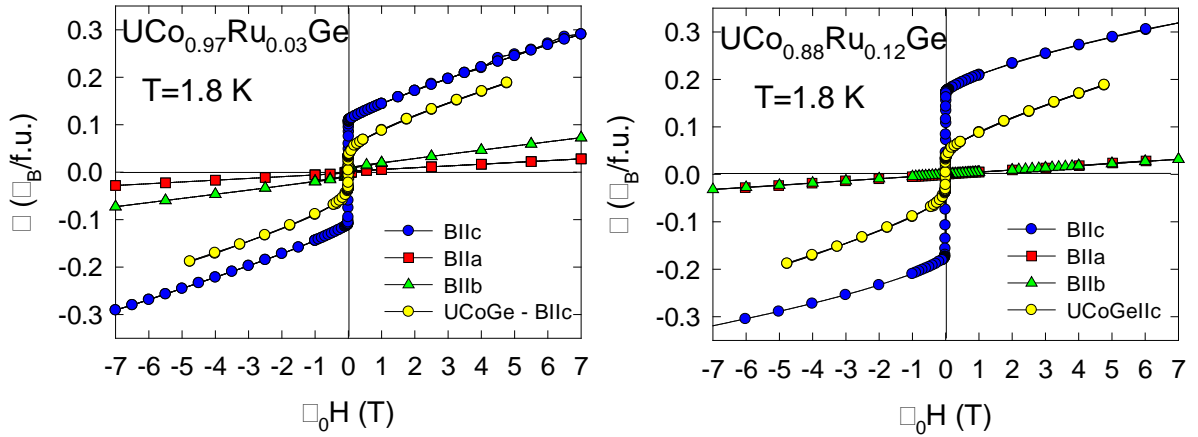 UCo0.97Ru0.03Ge
T=1.8 K
0.3
0.2
0.1
0.0
-0.1
-0.2
-0.3
□ (□B/f.u.)
BIIc
BIIa
BIIb
UCoGe - BIIc
-7 -6 -5 -4 -3 -2 -1 0 1 2 3 4 5 6 7
□0H (T)
UCo0.88Ru0.12Ge
T=1.8 K
0.3
0.2
0.1
0.0
-0.1
-0.2
-0.3
□ (□B/f.u.)
BIIc
BIIa
BIIb
UCoGeIIc
-7 -6 -5 -4 -3 -2 -1 0 1 2 3 4 5 6 7
□0H (T)